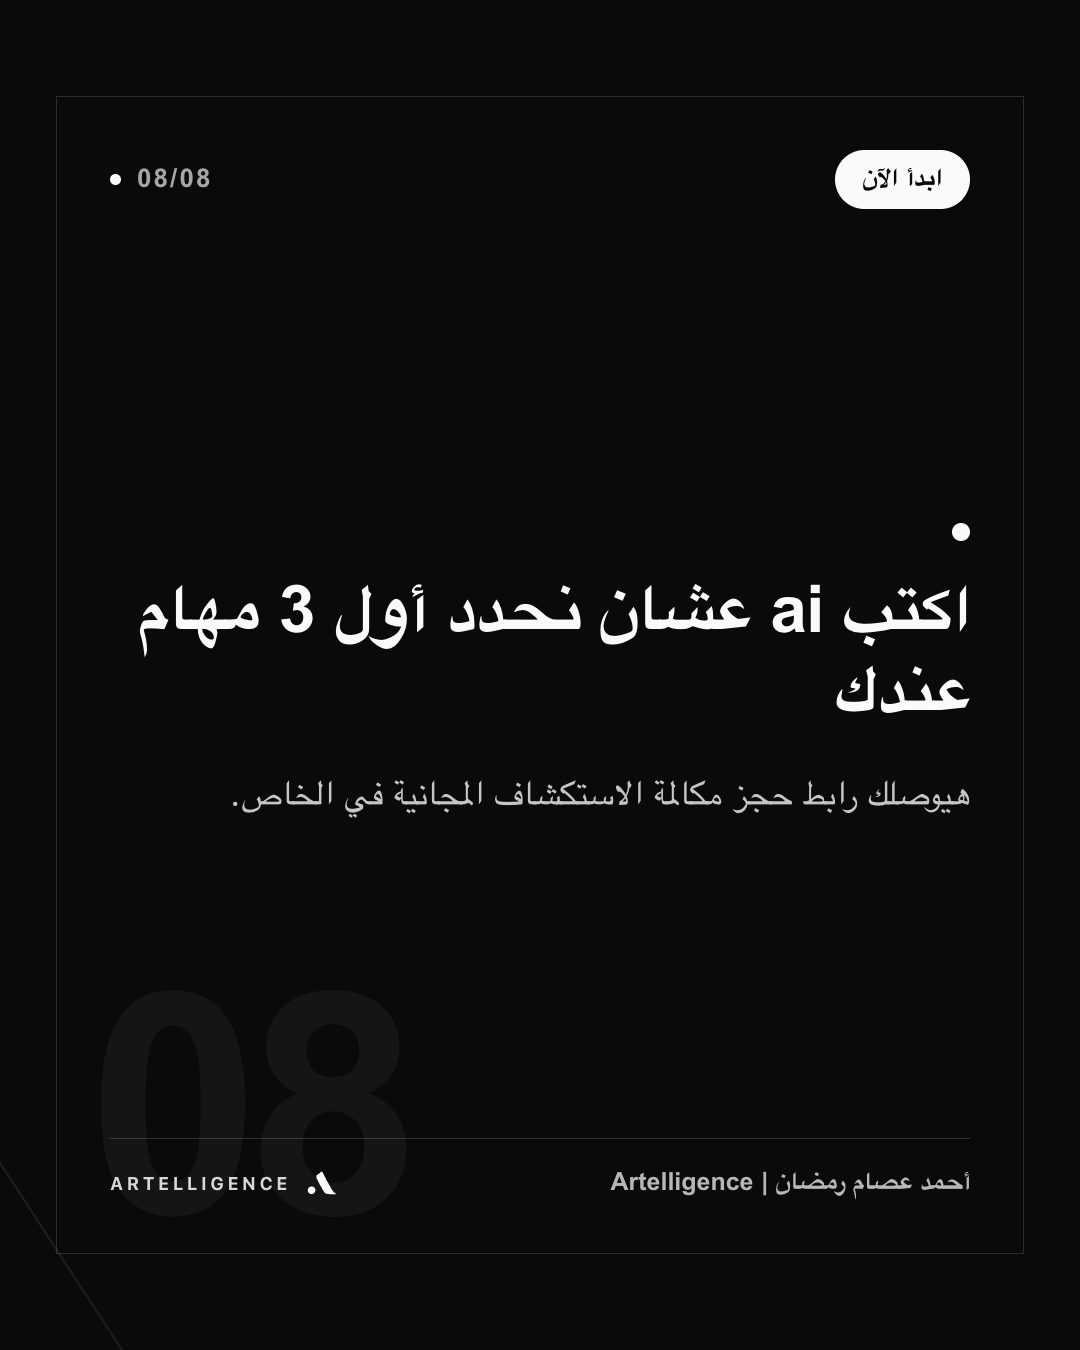 ابدأ الآن
08/08
اكتب ai عشان نحدد أول 3 مهام
عندك
هيوصلك رابط حجز مكالمة الاستكشاف المجانية في الخاص.
08
أحمد عصام رمضان | Artelligence
ARTELLIGENCE